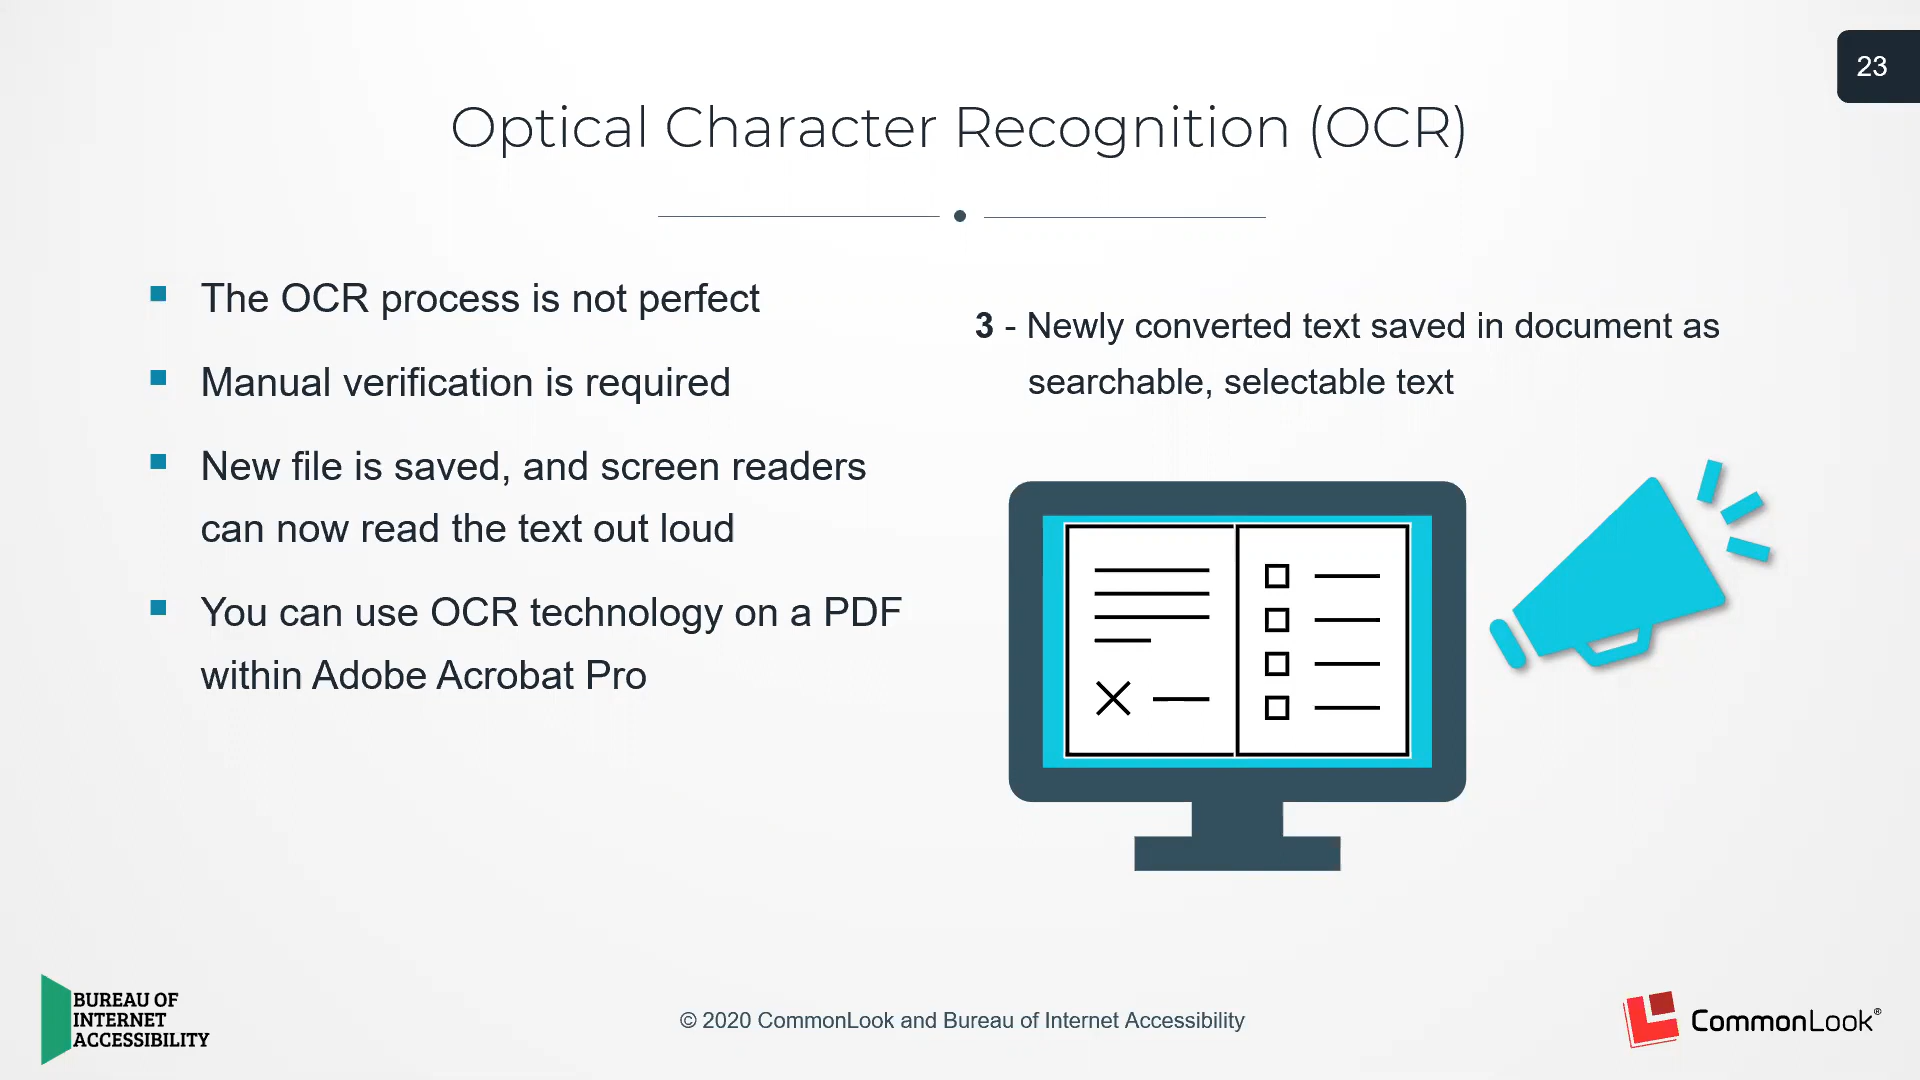 23
Optical Character Recognition (OCR)
The OCR process is not perfect
Manual verification is required
New file is saved, and screen readers
can now read the text out loud
You can use OCR technology on a PDF
within Adobe Acrobat Pro
3 - Newly converted text saved in document as
searchable, selectable text
BUREAU OF
INTERNET
ACCESSIBILITY
© 2020 CommonLook and Bureau of Internet Accessibility
CommonLook®